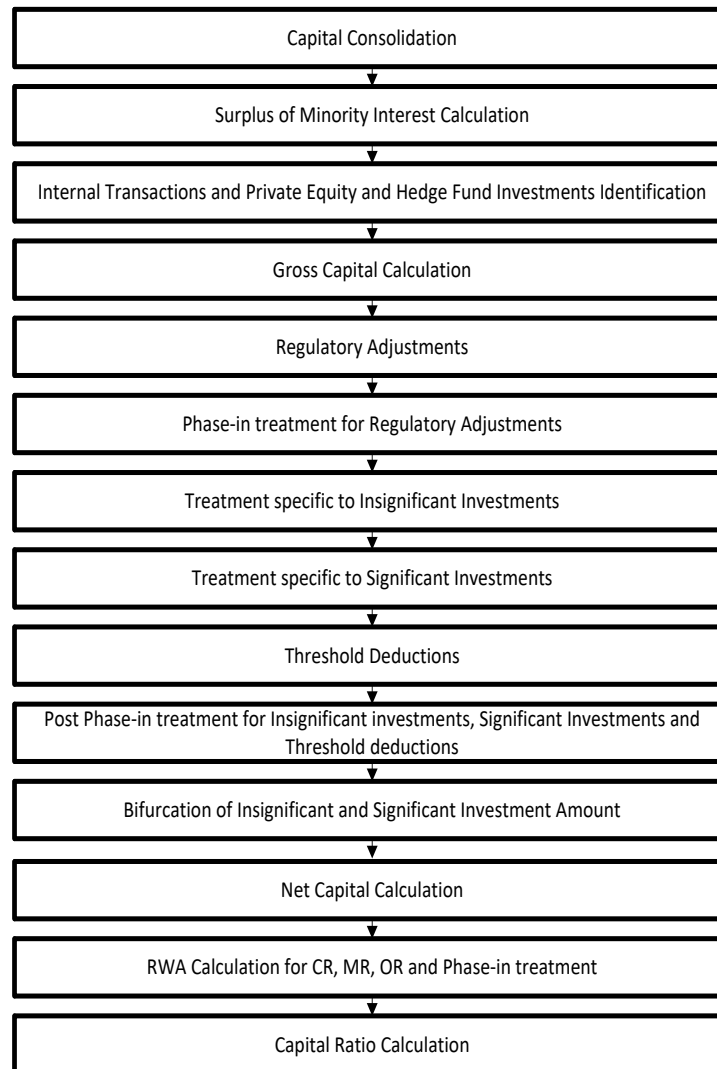 Capital Consolidation
Surplus of Minority Interest Calculation
Internal Transactions and Private Equity and Hedge Fund Investments Identification
Gross Capital Calculation
Regulatory Adjustments
Phase-in treatment for Regulatory Adjustments
Treatment specific to Insignificant Investments
Treatment specific to Significant Investments
Threshold Deductions
Post Phase-in treatment for Insignificant investments, Significant Investments and
Threshold deductions
Bifurcation of Insignificant and Significant Investment Amount
Net Capital Calculation
RWA Calculation for CR, MR, OR and Phase-in treatment
Capital Ratio Calculation